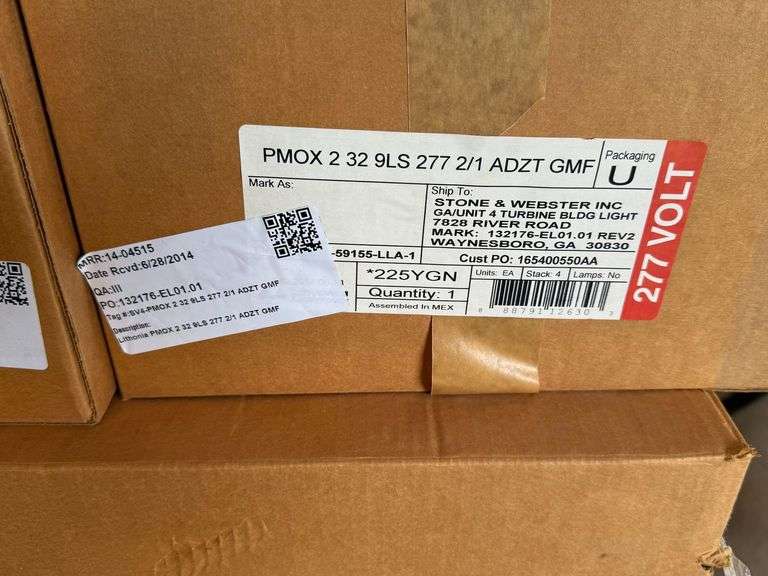 PMOX 2 32 9LS 277 2/1 ADZT GMF
Packaging
U
277 VOLT
Mark As:
Ship To:
STONE & WEBSTER INC
GA/UNIT 4 TURBINE BLDG LIGHT
7828 RIVER ROAD
MARK: 132176-EL01.01 REV2
WAYNESBORO, GA 30830
-59155-LLA-1
Cust PO: 165400550AA
*225YGN
Units: EA
Stack: 4
Lamps: No
Quantity: 1
Assembled In MEX
8 88791 12630
MRR:14-04515
Date Rcvd:6/28/2014
QA:III
PO:132176-EL01.01
Tag #:SV4-PMOX 2 32 9LS 277 2/1 ADZT GMF
Description:
Lithonia PMOX 2 32 9LS 277 2/1 ADZT GMF